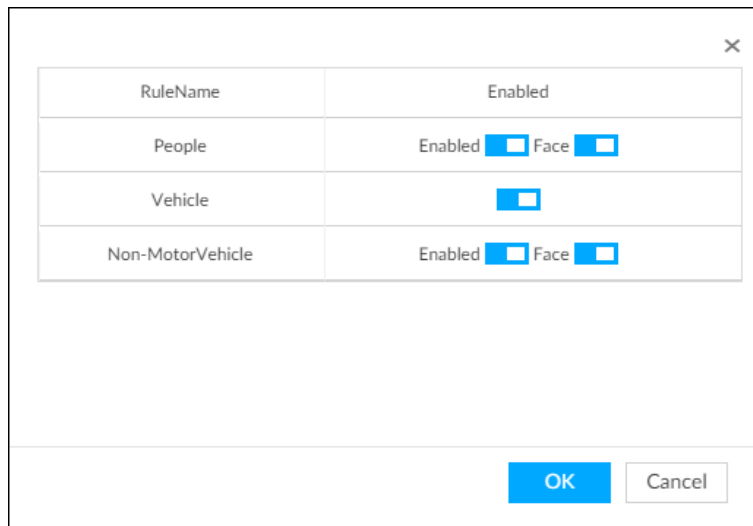 RuleName Enabled
People Enabled Face
Vehicle
Non-MotorVehicle Enabled Face
OK Cancel